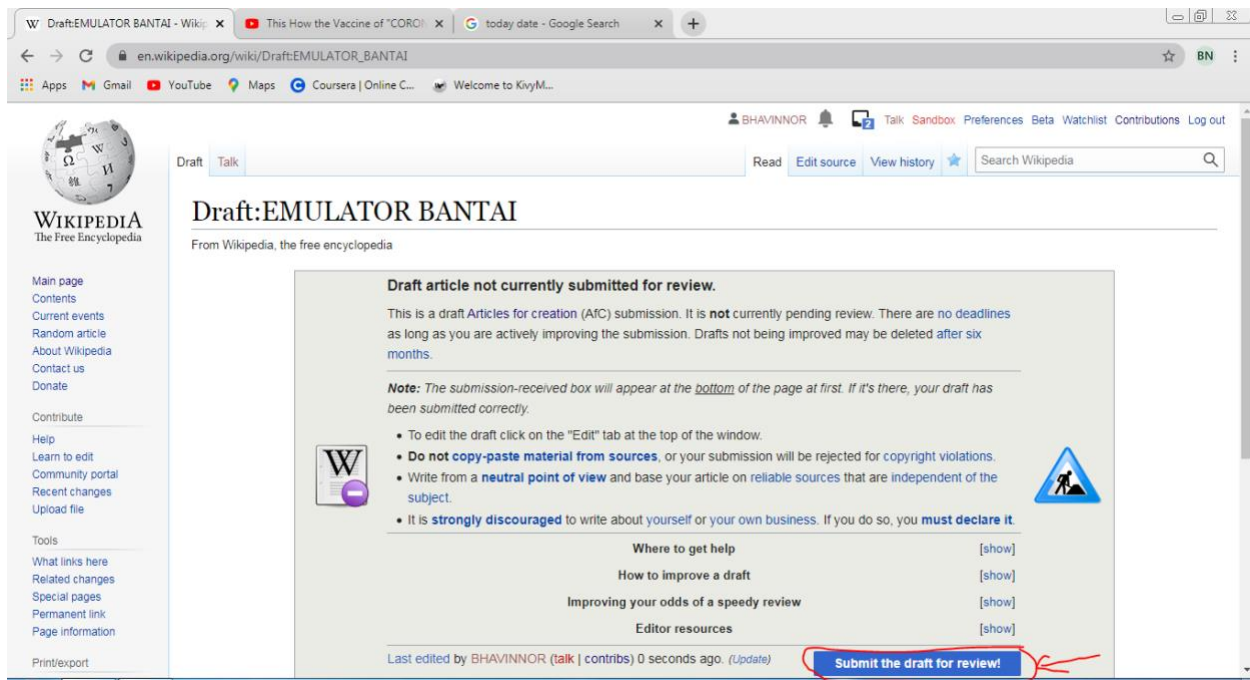 Draft:EMULATOR BANTAI - Wikip
This How the Vaccine of "CORON
today date - Google Search
en.wikipedia.org/wiki/Draft:EMULATOR_BANTAI
BN
Apps
Gmail
YouTube
Maps
Coursera | Online C...
Welcome to KivyM...
BHAVINNOR 2 Talk Sandbox Preferences Beta Watchlist Contributions Log out
Draft Talk
Read Edit source View history Search Wikipedia
WIKIPEDIA
The Free Encyclopedia
Main page
Contents
Current events
Random article
About Wikipedia
Contact us
Donate
Contribute
Help
Learn to edit
Community portal
Recent changes
Upload file
Tools
What links here
Related changes
Special pages
Permanent link
Page information
Print/export
Draft:EMULATOR BANTAI
From Wikipedia, the free encyclopedia
Draft article not currently submitted for review.
This is a draft Articles for creation (AfC) submission. It is not currently pending review. There are no deadlines
as long as you are actively improving the submission. Drafts not being improved may be deleted after six
months.
Note: The submission-received box will appear at the bottom of the page at first. If it's there, your draft has
been submitted correctly.
• To edit the draft click on the "Edit" tab at the top of the window.
• Do not copy-paste material from sources, or your submission will be rejected for copyright violations.
• Write from a neutral point of view and base your article on reliable sources that are independent of the
subject.
• It is strongly discouraged to write about yourself or your own business. If you do so, you must declare it.
Where to get help [show]
How to improve a draft [show]
Improving your odds of a speedy review [show]
Editor resources [show]
Last edited by BHAVINNOR (talk | contribs) 0 seconds ago. (Update)
Submit the draft for review!